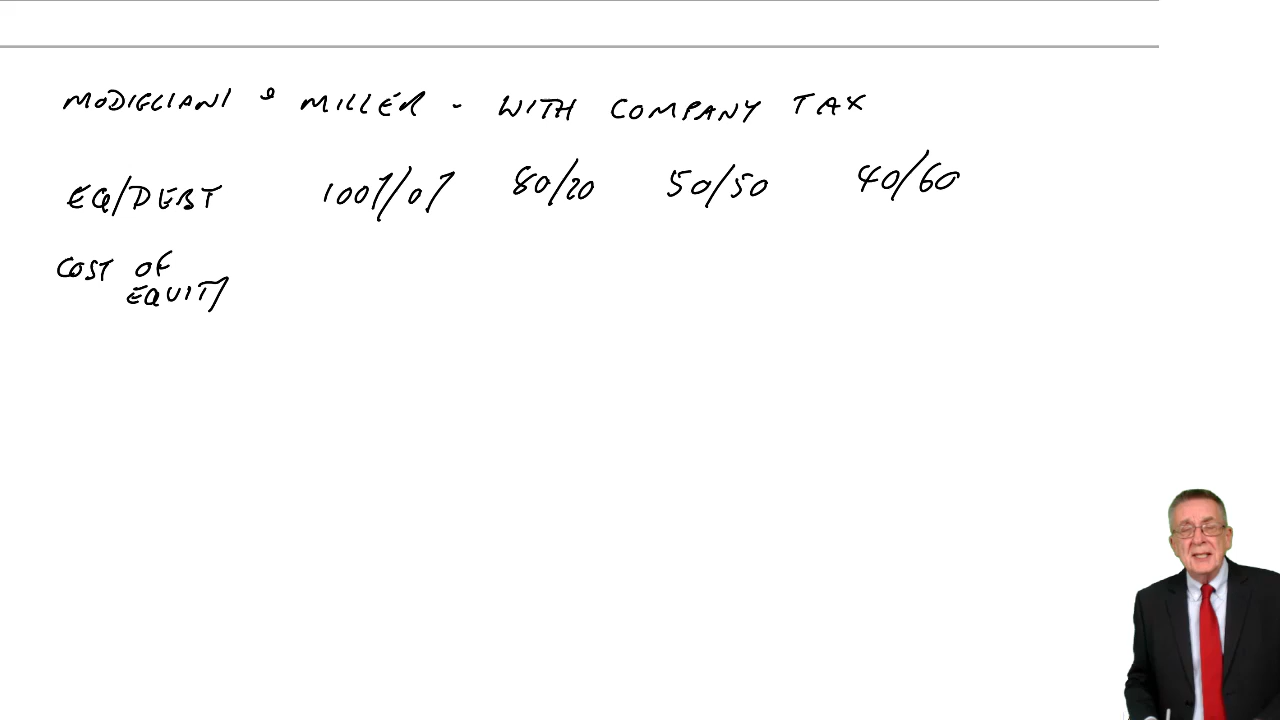 MODIGLIANI & MILLER - WITH COMPANY TAX
EQ/DEBT 100%/0% 80/20 50/50 40/60
COST OF
EQUITY